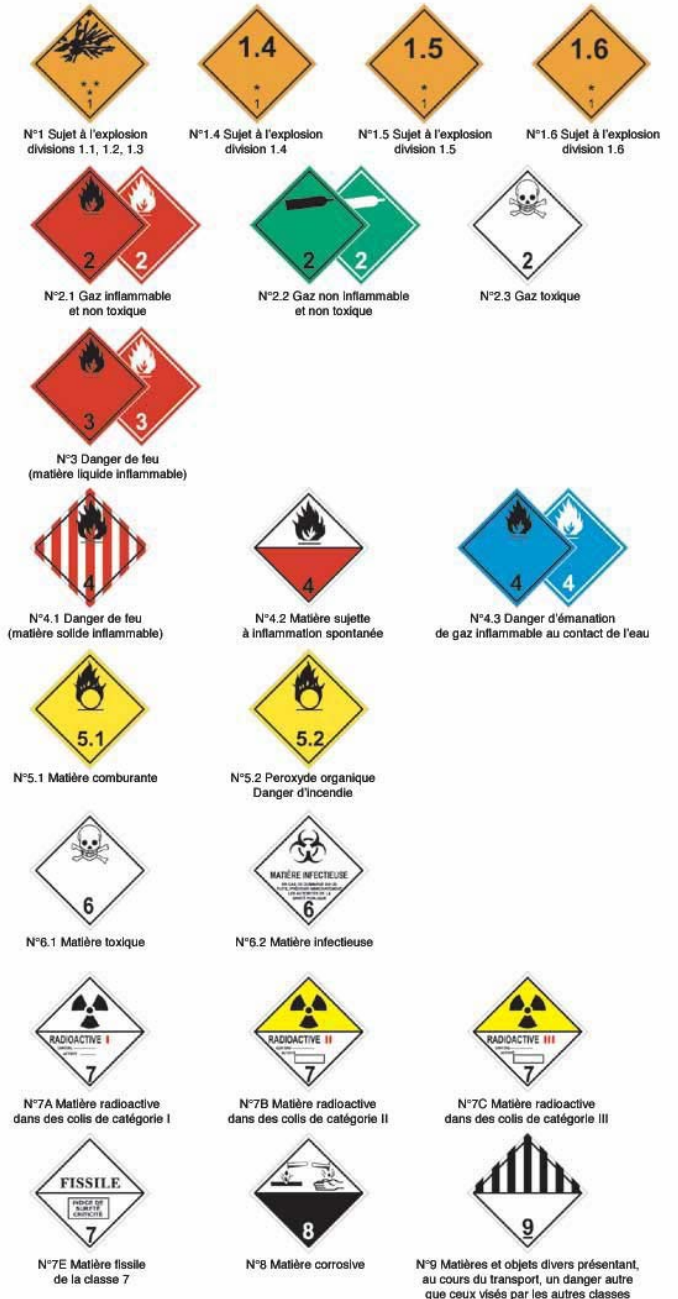 1.4
1.5
1.6
* *
*
1
*
1
*
1
*
1
N°1 Sujet à l'explosion
divisions 1.1, 1.2, 1.3
N°1.4 Sujet à l'explosion
division 1.4
N°1.5 Sujet à l'explosion
division 1.5
N°1.6 Sujet à l'explosion
division 1.6
2
2
2
2
2
N°2.1 Gaz inflammable
et non toxique
N°2.2 Gaz non inflammable
et non toxique
N°2.3 Gaz toxique
3
3
N°3 Danger de feu
(matière liquide inflammable)
4
4
4
4
N°4.1 Danger de feu
(matière solide inflammable)
N°4.2 Matière sujette
à inflammation spontanée
N°4.3 Danger d'émanation
de gaz inflammable au contact de l'eau
5.1
5.2
N°5.1 Matière comburante
N°5.2 Peroxyde organique
Danger d'incendie
6
MATIÈRE INFECTIEUSE
6
N°6.1 Matière toxique
N°6.2 Matière infectieuse
RADIOACTIVE I
7
RADIOACTIVE II
7
RADIOACTIVE III
7
N°7A Matière radioactive
dans des colis de catégorie I
N°7B Matière radioactive
dans des colis de catégorie II
N°7C Matière radioactive
dans des colis de catégorie III
FISSILE
INDICE DE
SURETÉ
CRITICITÉ
7
8
9
N°7E Matière fissile
de la classe 7
N°8 Matière corrosive
N°9 Matières et objets divers présentant,
au cours du transport, un danger autre
que ceux visés par les autres classes